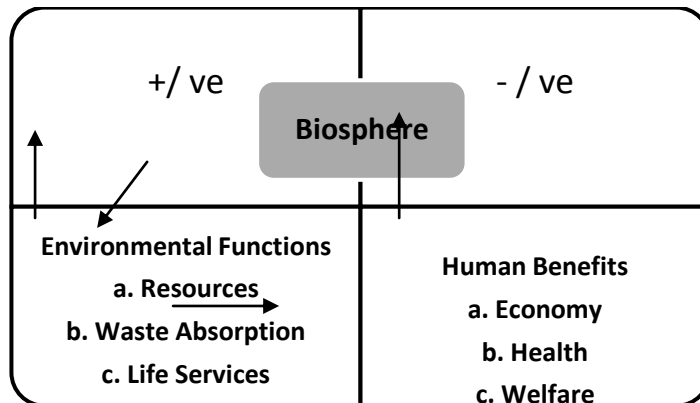 +/ ve
- / ve
Biosphere
Environmental Functions
a. Resources
b. Waste Absorption
c. Life Services
Human Benefits
a. Economy
b. Health
c. Welfare